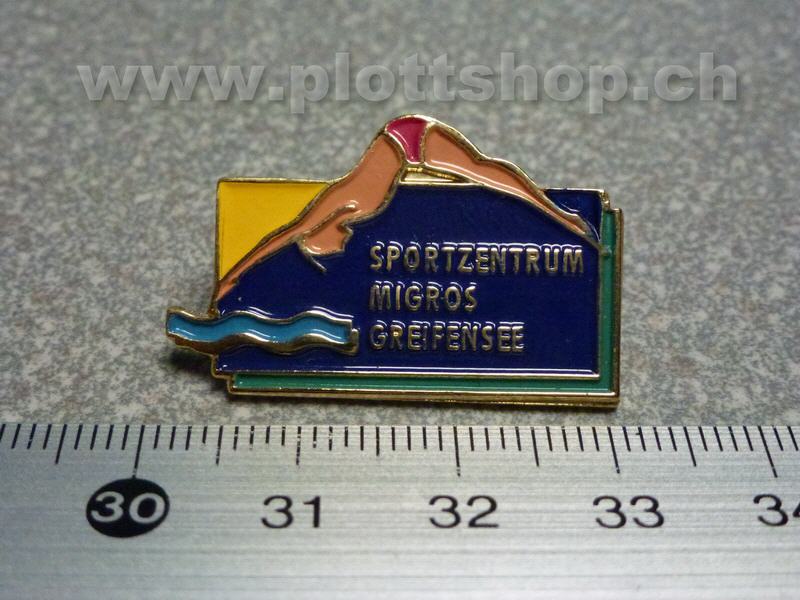 www.plottshop.ch
SPORTZENTRUM
MIGROS
GREIFENSEE
30 31 32 33 34